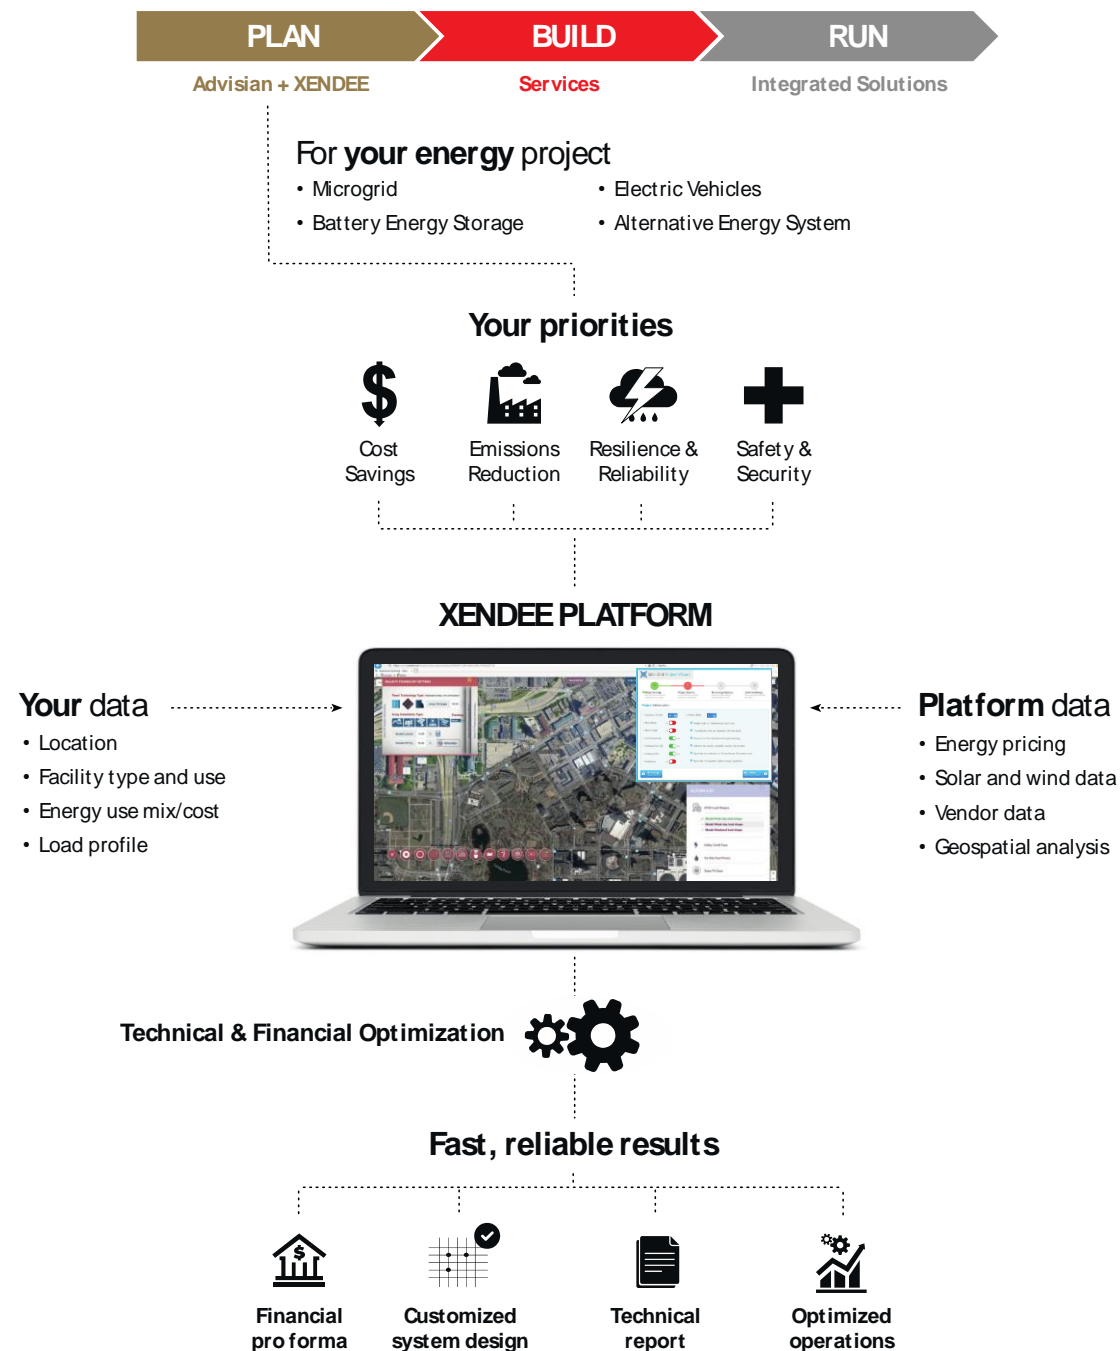 PLAN
BUILD
RUN
Advisian + XENDEE
Services
Integrated Solutions
For your energy project
• Microgrid
• Electric Vehicles
• Battery Energy Storage
• Alternative Energy System
Your priorities
$
Cost
Savings
Emissions
Reduction
Resilience &
Reliability
Safety &
Security
XENDEE PLATFORM
Your data
• Location
• Facility type and use
• Energy use mix/cost
• Load profile
Platform data
• Energy pricing
• Solar and wind data
• Vendor data
• Geospatial analysis
Technical & Financial Optimization
Fast, reliable results
$
Financial
pro forma
Customized
system design
Technical
report
Optimized
operations